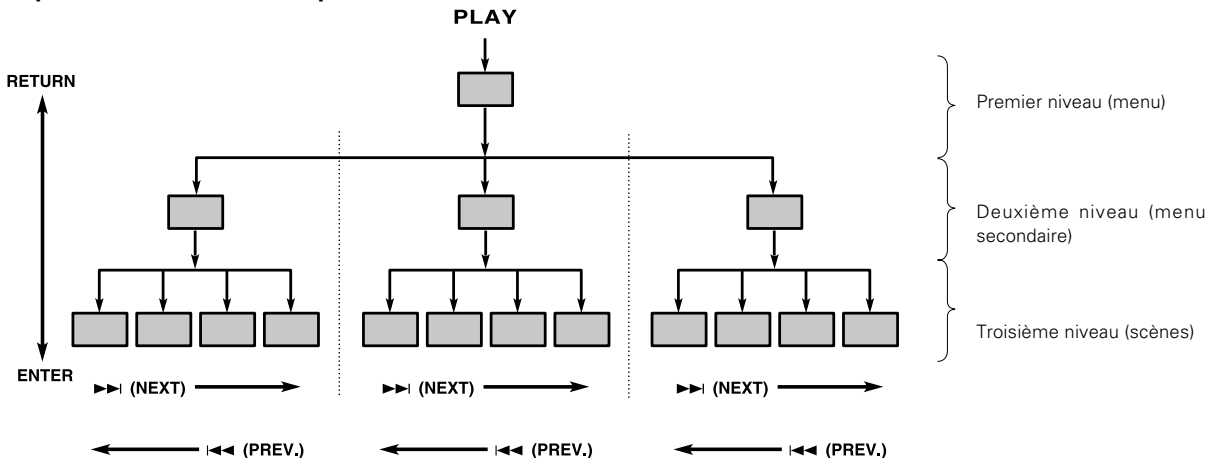 PLAY
RETURN
Premier niveau (menu)
Deuxième niveau (menu
secondaire)
Troisième niveau (scènes)
ENTER
▶▶| (NEXT)
▶▶| (NEXT)
▶▶| (NEXT)
|◀◀ (PREV.)
|◀◀ (PREV.)
|◀◀ (PREV.)